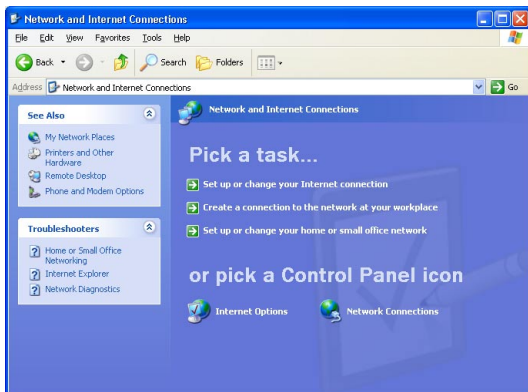 Network and Internet Connections
File Edit View Favorites Tools Help
Back Search Folders
Address Network and Internet Connections Go
See Also
My Network Places
Printers and Other
Hardware
Remote Desktop
Phone and Modem Options
Troubleshooters
? Home or Small Office
Networking
? Internet Explorer
? Network Diagnostics
Network and Internet Connections
Pick a task...
Set up or change your Internet connection
Create a connection to the network at your workplace
Set up or change your home or small office network
or pick a Control Panel icon
Internet Options Network Connections